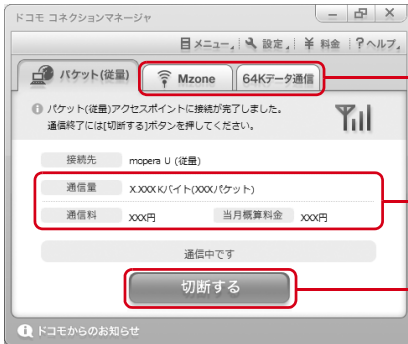 ドコモ コネクションマネージャ
メニュー 設定 ¥ 料金 ?ヘルプ
パケット(従量) Mzone 64Kデータ通信
パケット(従量)アクセスポイントに接続が完了しました。
通信終了には[切断する]ボタンを押してください。
接続先 mopera U (従量)
通信量 X.XXX Kバイト(XXXパケット)
通信料 XXX円 当月概算料金 XXX円
通信中です
切断する
ドコモからのお知らせ